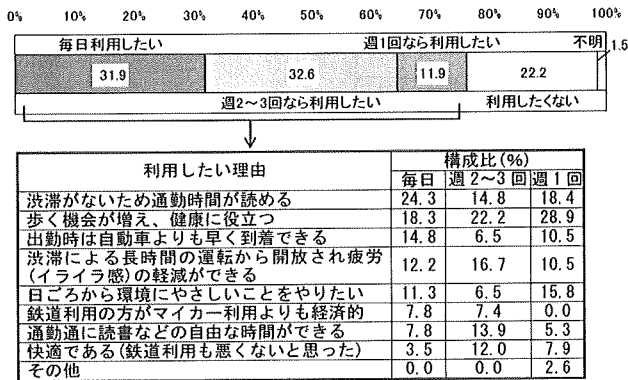 0% 10% 20% 30% 40% 50% 60% 70% 80% 90% 100%
毎日利用したい 週1回なら利用したい 不明
31.9 32.6 11.9 22.2 1.5
週2～3回なら利用したい 利用したくない
利用したい理由 構成比(%)
毎日 週2～3回 週1回
渋滞がないため通勤時間が読める 24.3 14.8 18.4
歩く機会が増え、健康に役立つ 18.3 22.2 28.9
出勤時は自動車よりも早く到着できる 14.8 6.5 10.5
渋滞による長時間の運転から開放され疲労
(イライラ感)の軽減ができる 12.2 16.7 10.5
日ごろから環境にやさしいことをやりたい 11.3 6.5 15.8
鉄道利用の方がマイカー利用よりも経済的 7.8 7.4 0.0
通勤通に読書などの自由な時間ができる 7.8 13.9 5.3
快適である(鉄道利用も悪くないと思った) 3.5 12.0 7.9
その他 0.0 0.0 2.6